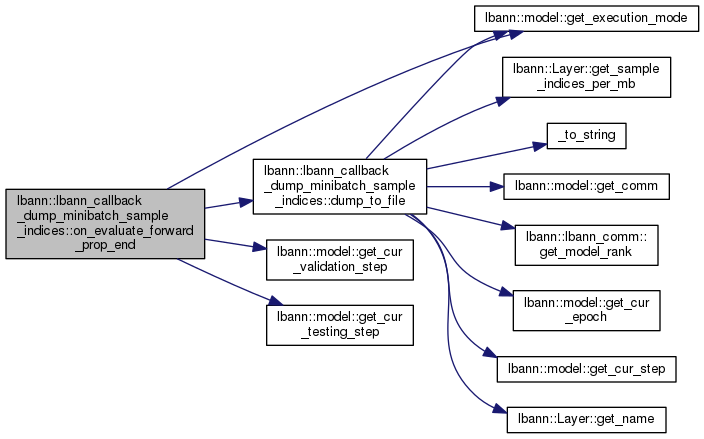 lbann::lbann_callback
_dump_minibatch_sample
_indices::on_evaluate_forward
_prop_end
lbann::lbann_callback
_dump_minibatch_sample
_indices::dump_to_file
lbann::model::get_cur
_validation_step
lbann::model::get_cur
_testing_step
lbann::model::get_execution_mode
lbann::Layer::get_sample
_indices_per_mb
_to_string
lbann::model::get_comm
lbann::lbann_comm::
get_model_rank
lbann::model::get_cur
_epoch
lbann::model::get_cur_step
lbann::Layer::get_name